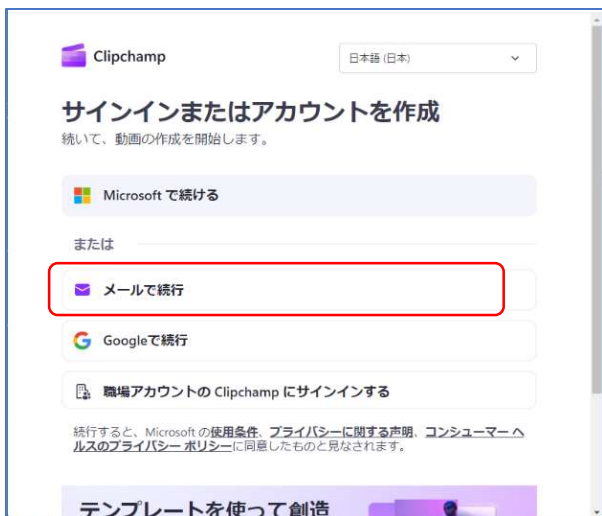 Clipchamp
日本語 (日本)
サインインまたはアカウントを作成
続いて、動画の作成を開始します。
Microsoft で続ける
または
メールで続行
Googleで続行
職場アカウントの Clipchamp にサインインする
続行すると、Microsoft の使用条件、プライバシーに関する声明、コンシューマー ヘ
ルスのプライバシー ポリシーに同意したものと見なされます。
テンプレートを使って創造